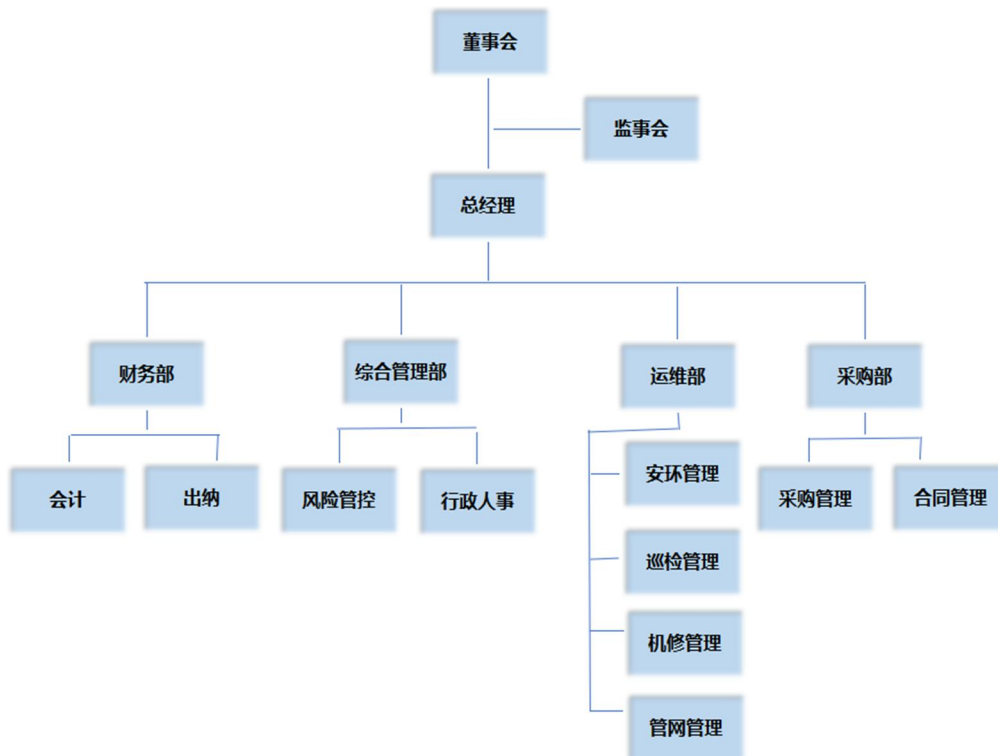 董事会
监事会
总经理
财务部
综合管理部
运维部
采购部
会计
出纳
风险管控
行政人事
安环管理
采购管理
合同管理
巡检管理
机修管理
管网管理